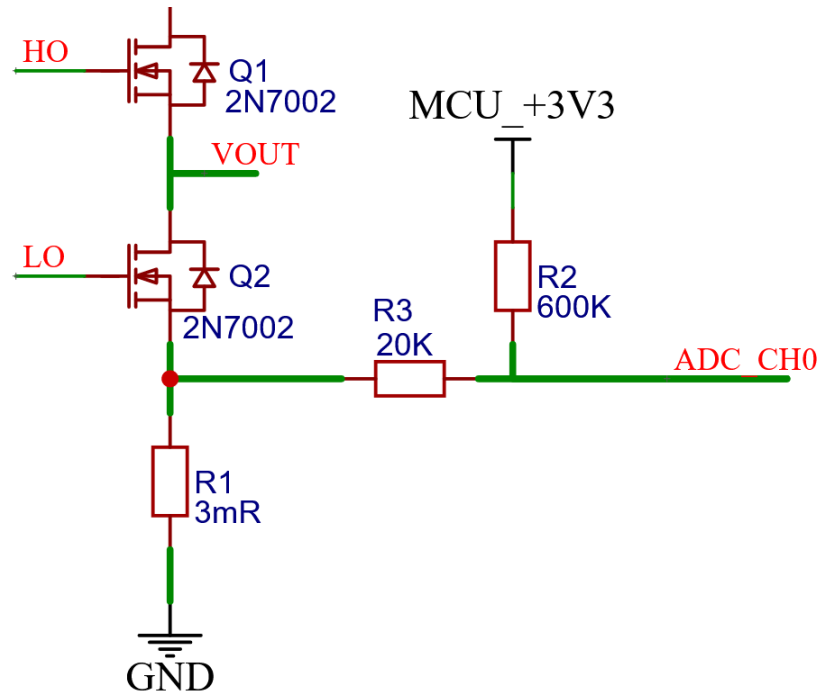 HO
Q1
2N7002
MCU_+3V3
VOUT
LO
Q2
2N7002
R2
600K
R3
20K
ADC_CH0
R1
3mR
GND